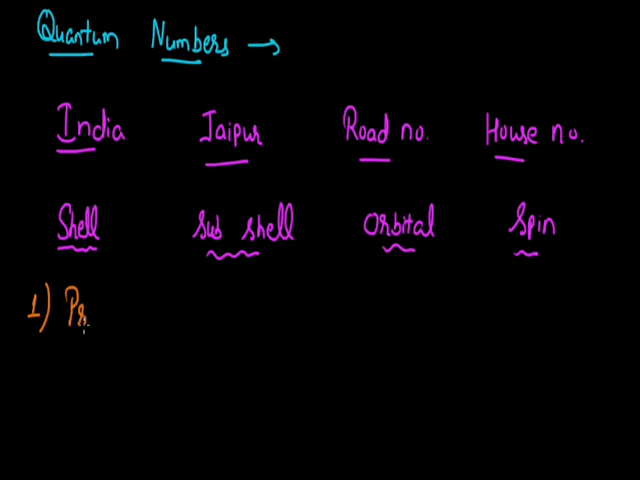 Quantum Numbers →
India Jaipur Road no. House no.
Shell Sub shell Orbital Spin
1) Pr